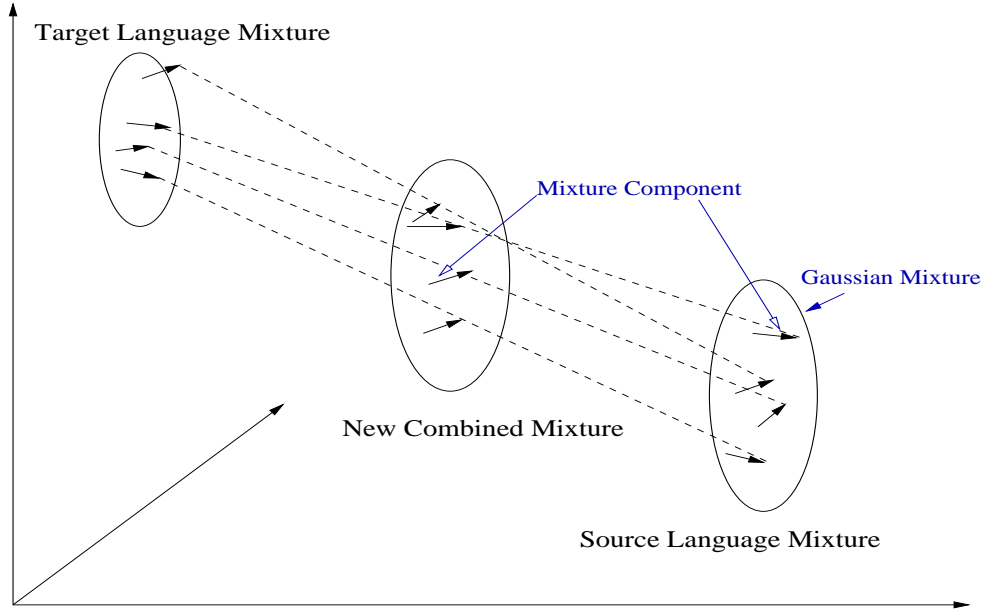 Target Language Mixture
Mixture Component
Gaussian Mixture
New Combined Mixture
Source Language Mixture